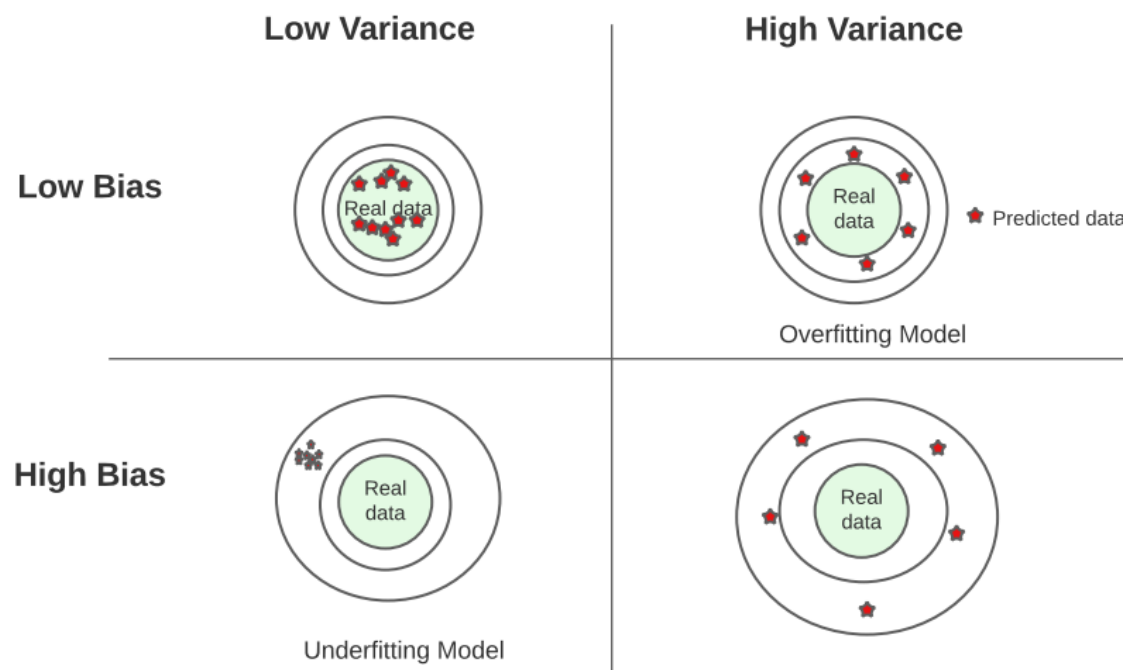 Low Variance
High Variance
Low Bias
Real data
Real
data
Predicted data
Overfitting Model
High Bias
Real
data
Real
data
Underfitting Model